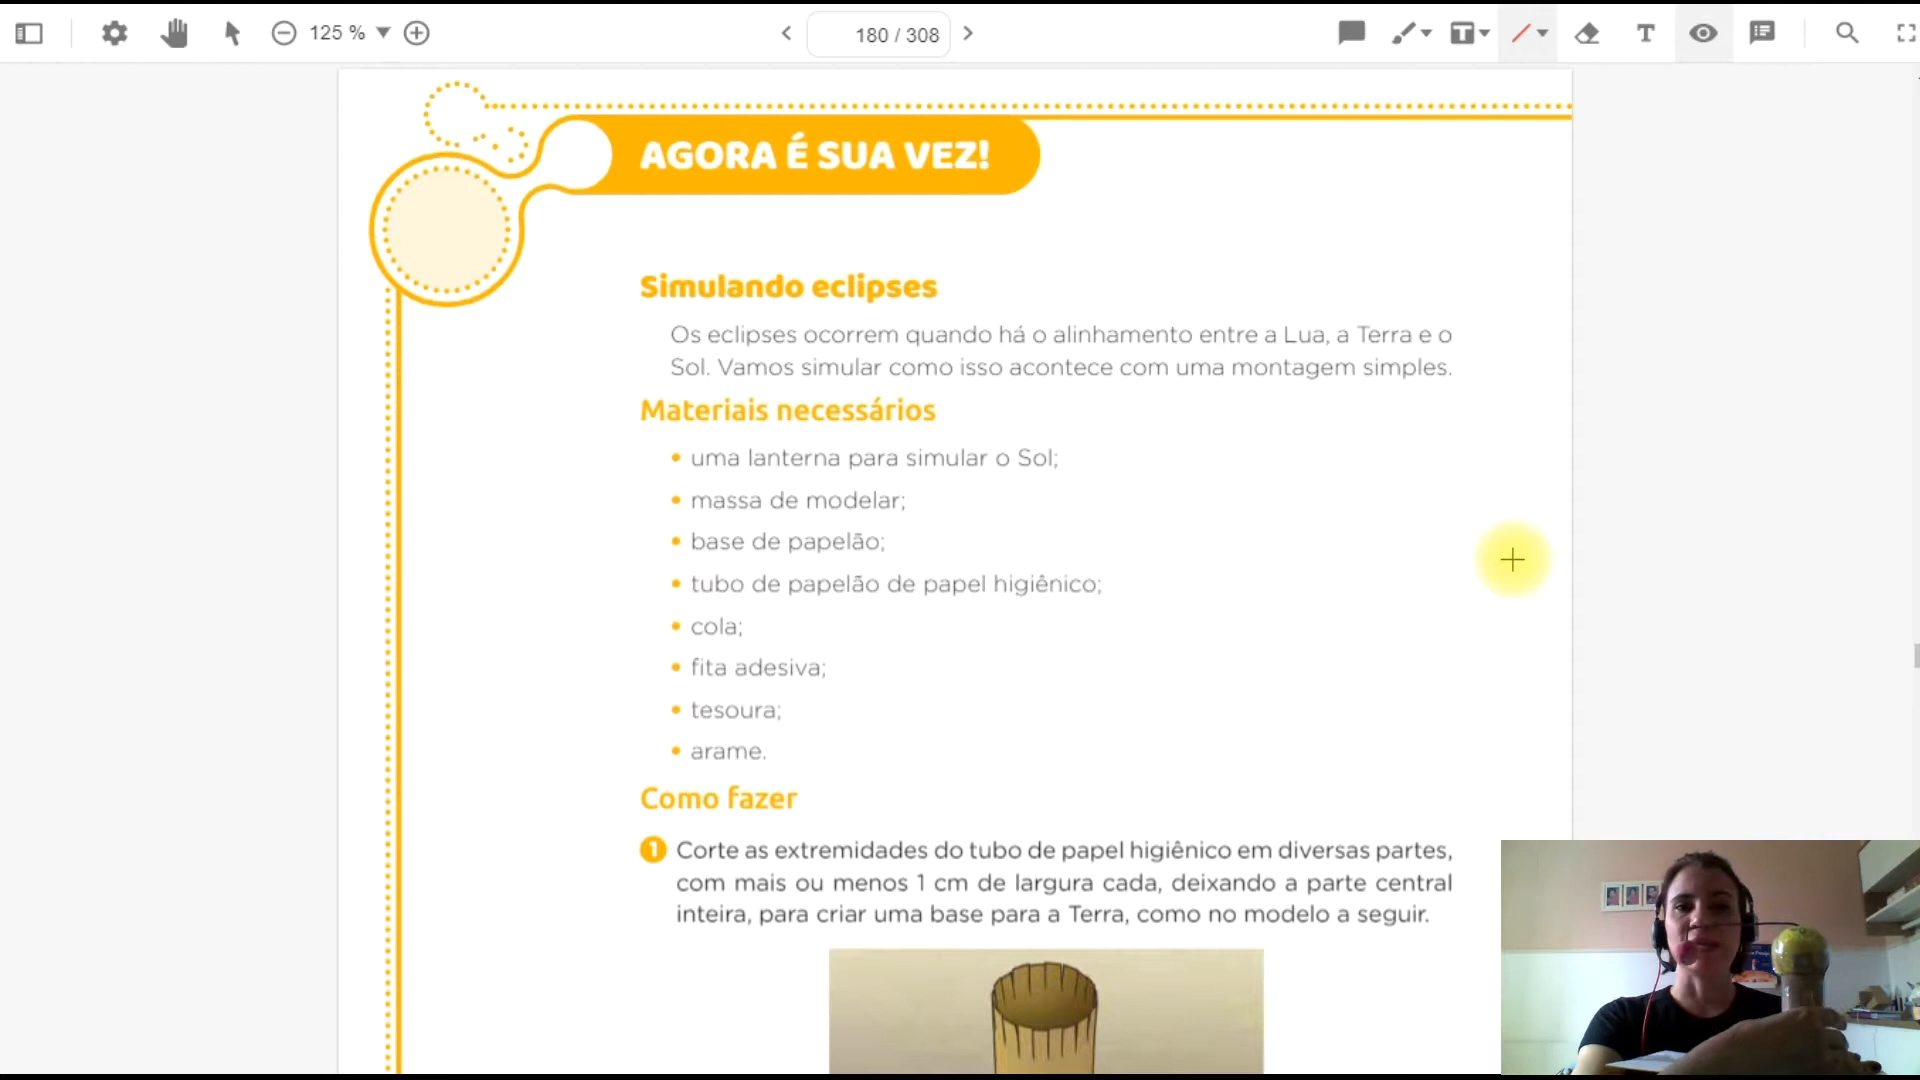 125 %
180 / 308
AGORA É SUA VEZ!
Simulando eclipses
Os eclipses ocorrem quando há o alinhamento entre a Lua, a Terra e o
Sol. Vamos simular como isso acontece com uma montagem simples.
Materiais necessários
• uma lanterna para simular o Sol;
• massa de modelar;
• base de papelão;
• tubo de papelão de papel higiênico;
• cola;
• fita adesiva;
• tesoura;
• arame.
Como fazer
1 Corte as extremidades do tubo de papel higiênico em diversas partes,
com mais ou menos 1 cm de largura cada, deixando a parte central
inteira, para criar uma base para a Terra, como no modelo a seguir.